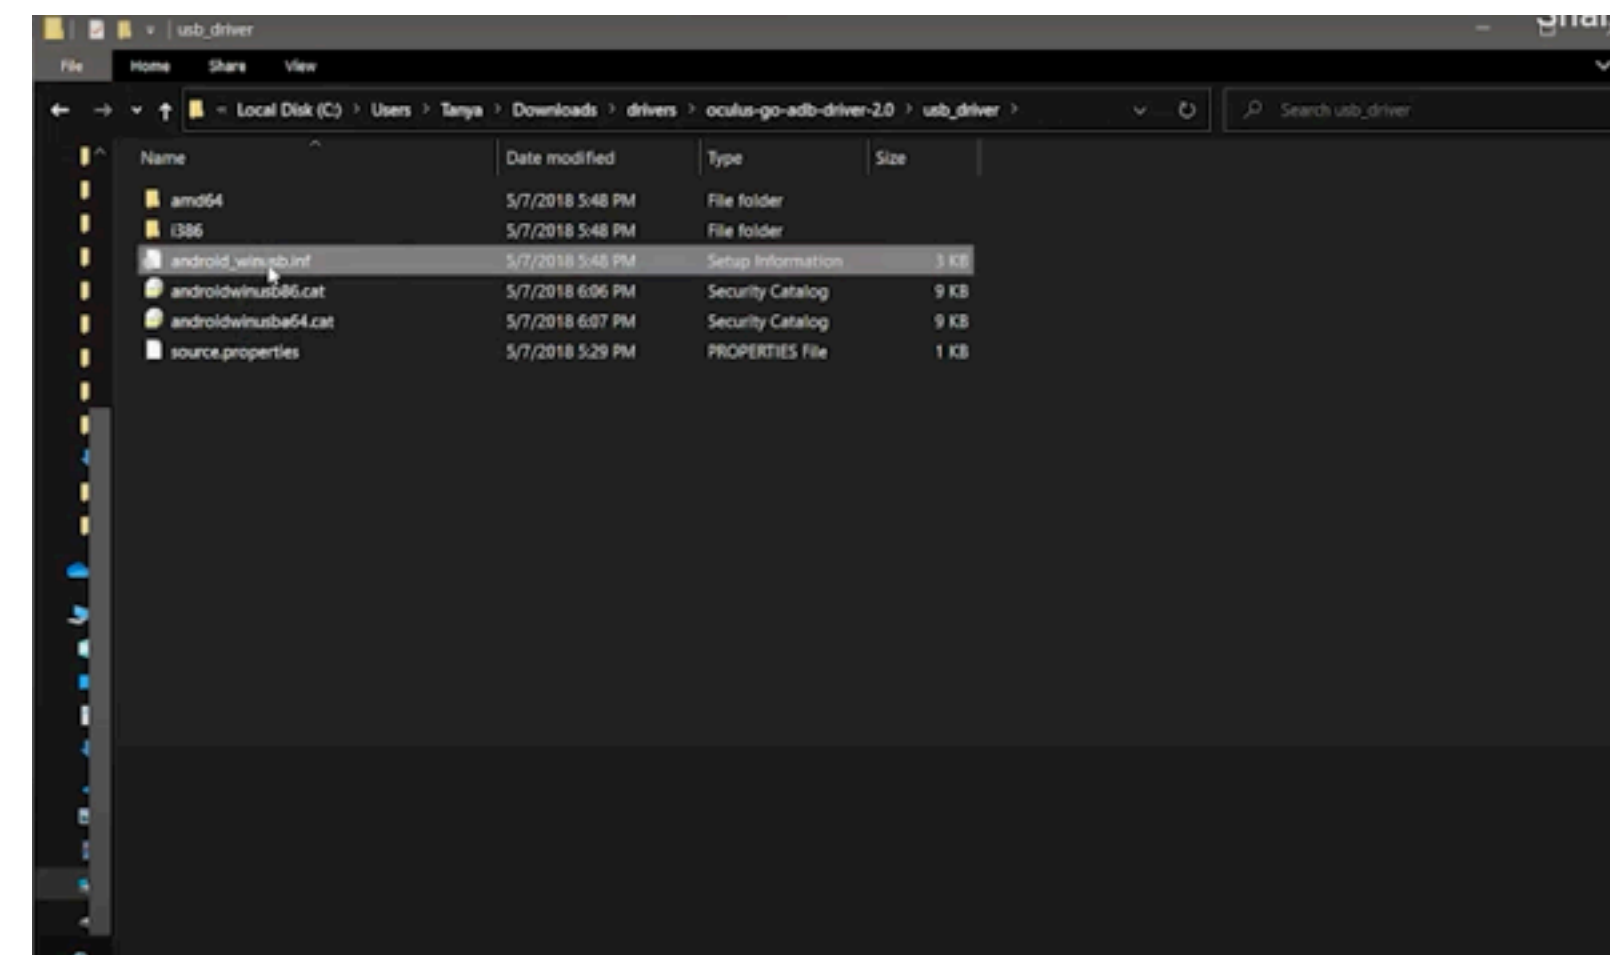 usb_driver
File Home Share View
Local Disk (C:) > Users > Tanya > Downloads > drivers > oculus-go-adb-driver-2.0 > usb_driver > Search usb_driver
Name Date modified Type Size
amd64 5/7/2018 5:48 PM File folder
i386 5/7/2018 5:48 PM File folder
android_winusb.inf 5/7/2018 5:48 PM Setup Information 3 KB
androidwinusb86.cat 5/7/2018 6:06 PM Security Catalog 9 KB
androidwinusba64.cat 5/7/2018 6:07 PM Security Catalog 9 KB
source.properties 5/7/2018 5:29 PM PROPERTIES File 1 KB